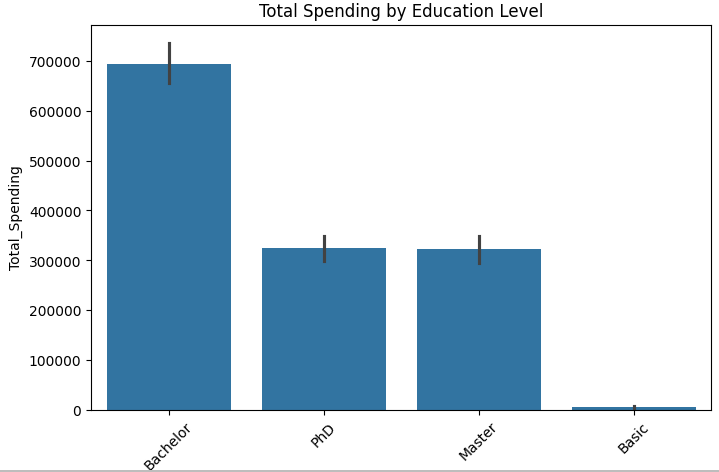 Total Spending by Education Level
Total_Spending
700000
600000
500000
400000
300000
200000
100000
0
Bachelor
PhD
Master
Basic